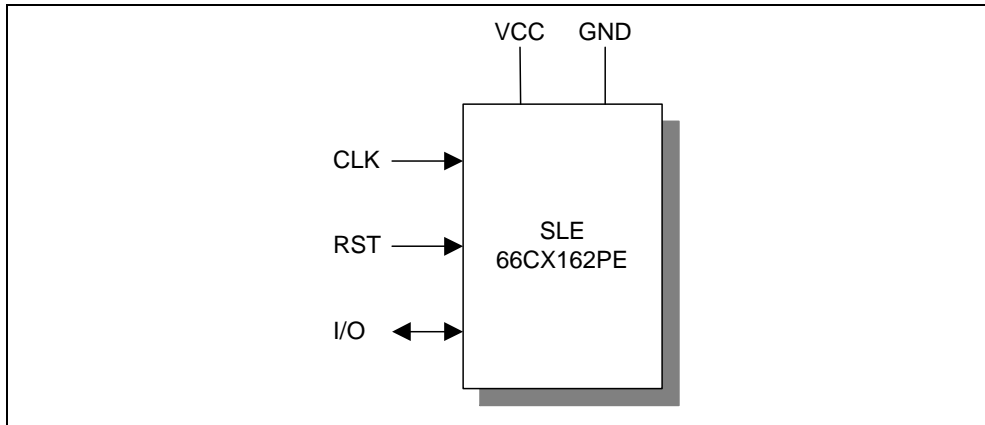 VCC GND
CLK
RST
SLE
66CX162PE
I/O